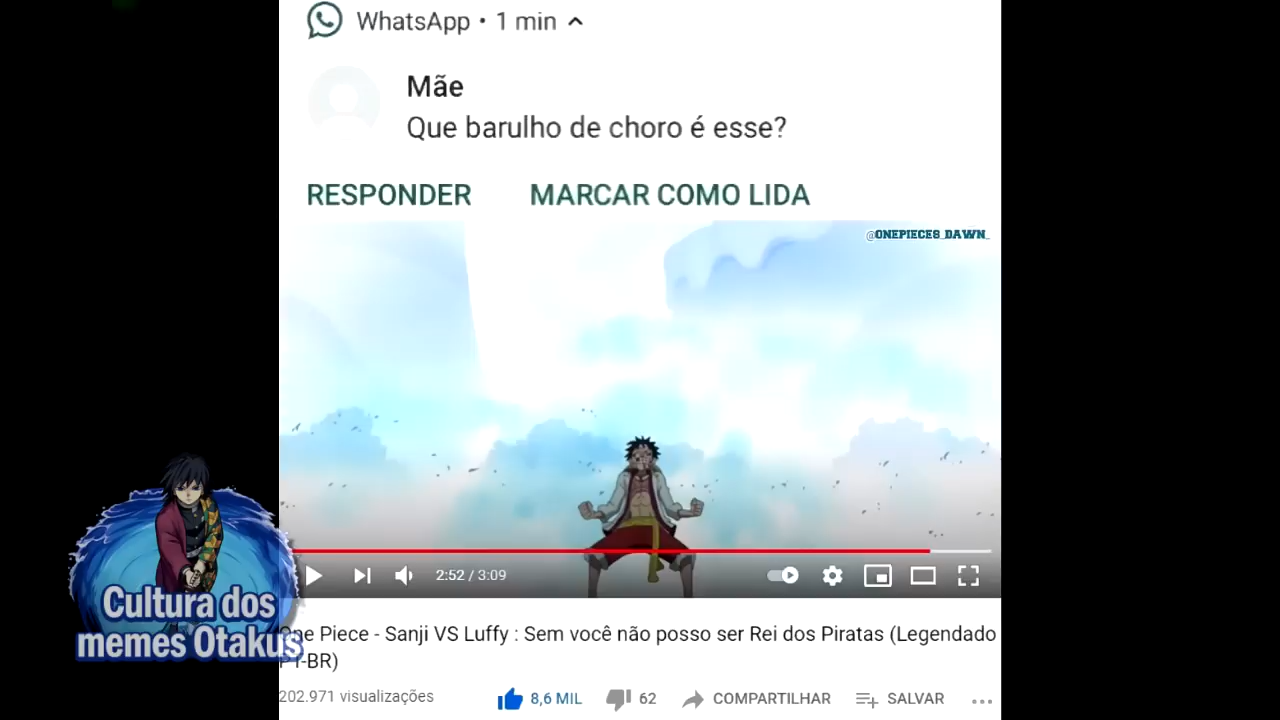 WhatsApp • 1 min
Mãe
Que barulho de choro é esse?
RESPONDER MARCAR COMO LIDA
@ONEPIECES_DAWN_
2:52 / 3:09
Cultura dos
memes Otakus
One Piece - Sanji VS Luffy : Sem você não posso ser Rei dos Piratas (Legendado
PT-BR)
202.971 visualizações 8,6 MIL 62 COMPARTILHAR SALVAR